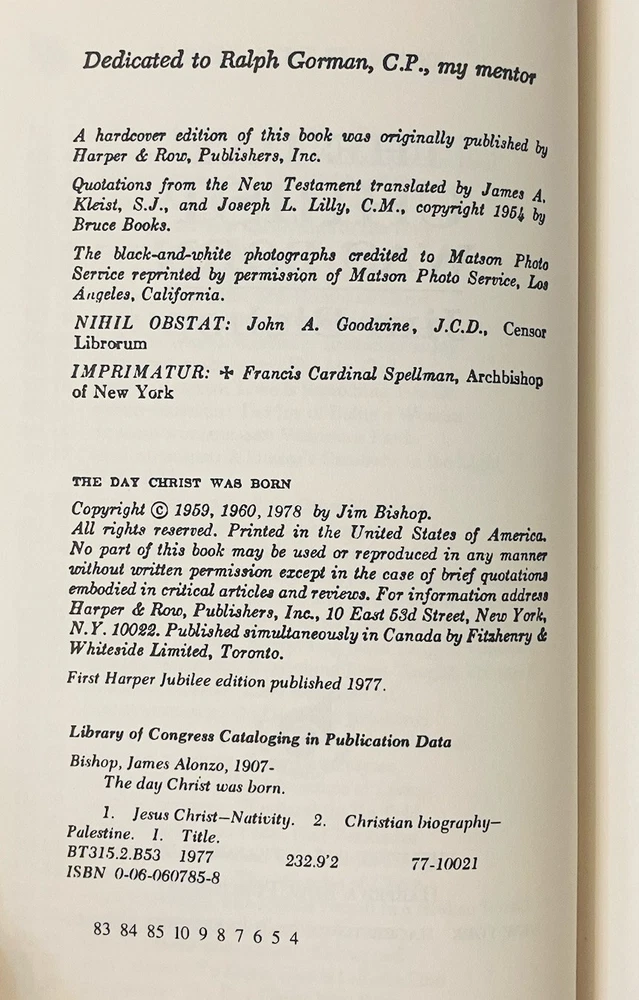 Dedicated to Ralph Gorman, C.P., my mentor
A hardcover edition of this book was originally published by
Harper & Row, Publishers, Inc.
Quotations from the New Testament translated by James A.
Kleist, S.J., and Joseph L. Lilly, C.M., copyright 1954 by
Bruce Books.
The black-and-white photographs credited to Matson Photo
Service reprinted by permission of Matson Photo Service, Los
Angeles, California.
NIHIL OBSTAT: John A. Goodwine, J.C.D., Censor
Librorum
IMPRIMATUR: ✠ Francis Cardinal Spellman, Archbishop
of New York
THE DAY CHRIST WAS BORN
Copyright © 1959, 1960, 1978 by Jim Bishop.
All rights reserved. Printed in the United States of America.
No part of this book may be used or reproduced in any manner
without written permission except in the case of brief quotations
embodied in critical articles and reviews. For information address
Harper & Row, Publishers, Inc., 10 East 53d Street, New York,
N.Y. 10022. Published simultaneously in Canada by Fitzhenry &
Whiteside Limited, Toronto.
First Harper Jubilee edition published 1977.
Library of Congress Cataloging in Publication Data
Bishop, James Alonzo, 1907-
The day Christ was born.
1. Jesus Christ—Nativity. 2. Christian biography—
Palestine. I. Title.
BT315.2.B53 1977 232.9'2 77-10021
ISBN 0-06-060785-8
83 84 85 10 9 8 7 6 5 4